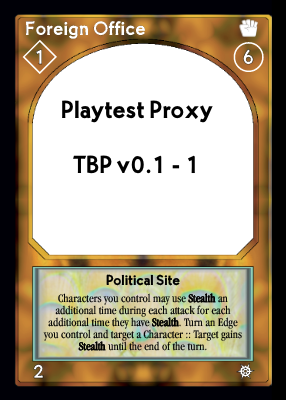 Foreign Office
1
6
Playtest Proxy
TBP v0.1 - 1
Political Site
Characters you control may use Stealth an
additional time during each attack for each
additional time they have Stealth. Turn an Edge
you control and target a Character :: Target gains
Stealth until the end of the turn.
2